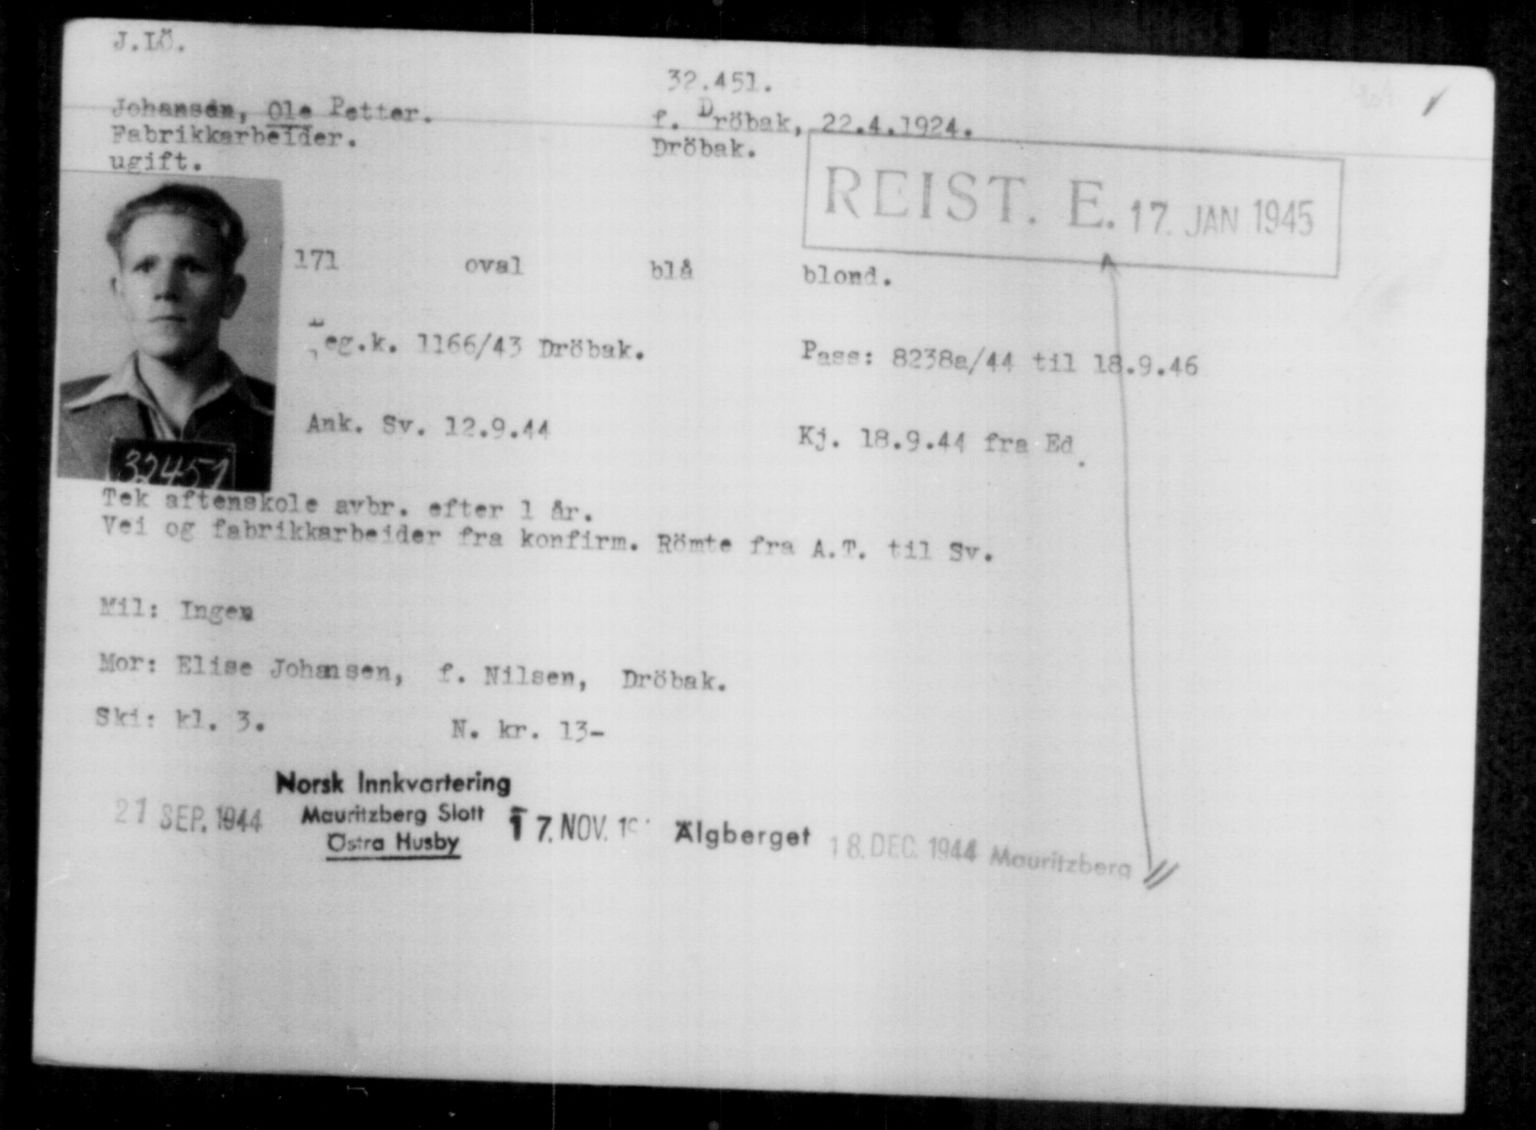 J.LÖ.
32.451.
Johansen, Ole Petter. f. Dröbak, 22.4.1924.
Fabrikkarbeider. Dröbak.
ugift.
REIST. E. 17. JAN 1945
171 oval blå blond.
Leg.k. 1166/43 Dröbak. Pass: 8238a/44 til 18.9.46
Ank. Sv. 12.9.44 Kj. 18.9.44 fra Ed.
32451
Tek aftenskole avbr. efter 1 år.
Vei og fabrikkarbeider fra konfirm. Römte fra A.T. til Sv.
Mil: Ingen
Mor: Elise Johansen, f. Nilsen, Dröbak.
Ski: kl. 3. N. kr. 13-
Norsk Innkvartering
21 SEP. 1944 Mauritzberg Slott 17. NOV. 19 Älgberget 18. DEC. 1944 Mauritzberg
Östra Husby